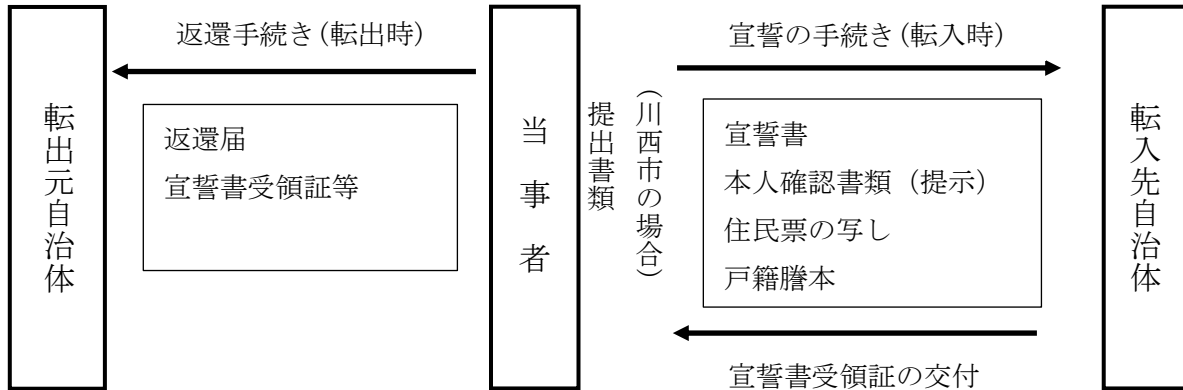 返還手続き(転出時)
宣誓の手続き(転入時)
転出元自治体
返還届
宣誓書受領証等
当事者
提出書類
(川西市の場合)
宣誓書
本人確認書類（提示）
住民票の写し
戸籍謄本
転入先自治体
宣誓書受領証の交付